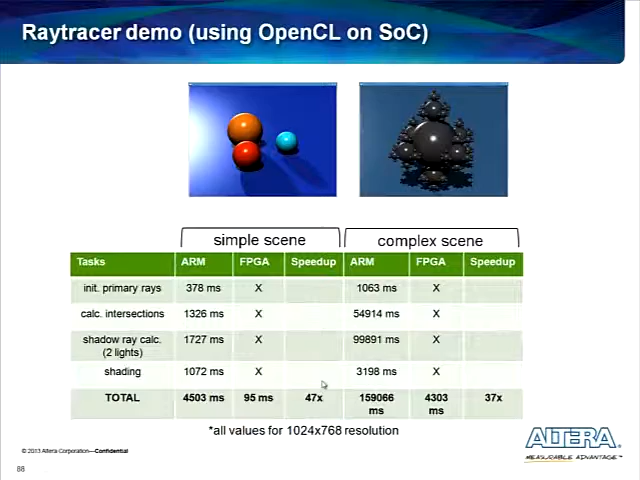 Raytracer demo (using OpenCL on SoC)
simple scene complex scene
Tasks ARM FPGA Speedup ARM FPGA Speedup
init. primary rays 378 ms X 1063 ms X
calc. intersections 1326 ms X 54914 ms X
shadow ray calc. 1727 ms X 99891 ms X
(2 lights)
shading 1072 ms X 3198 ms X
TOTAL 4503 ms 95 ms 47x 159066 4303 37x
ms ms
*all values for 1024x768 resolution
© 2013 Altera Corporation—Confidential
ALTERA
MEASURABLE ADVANTAGE™
88